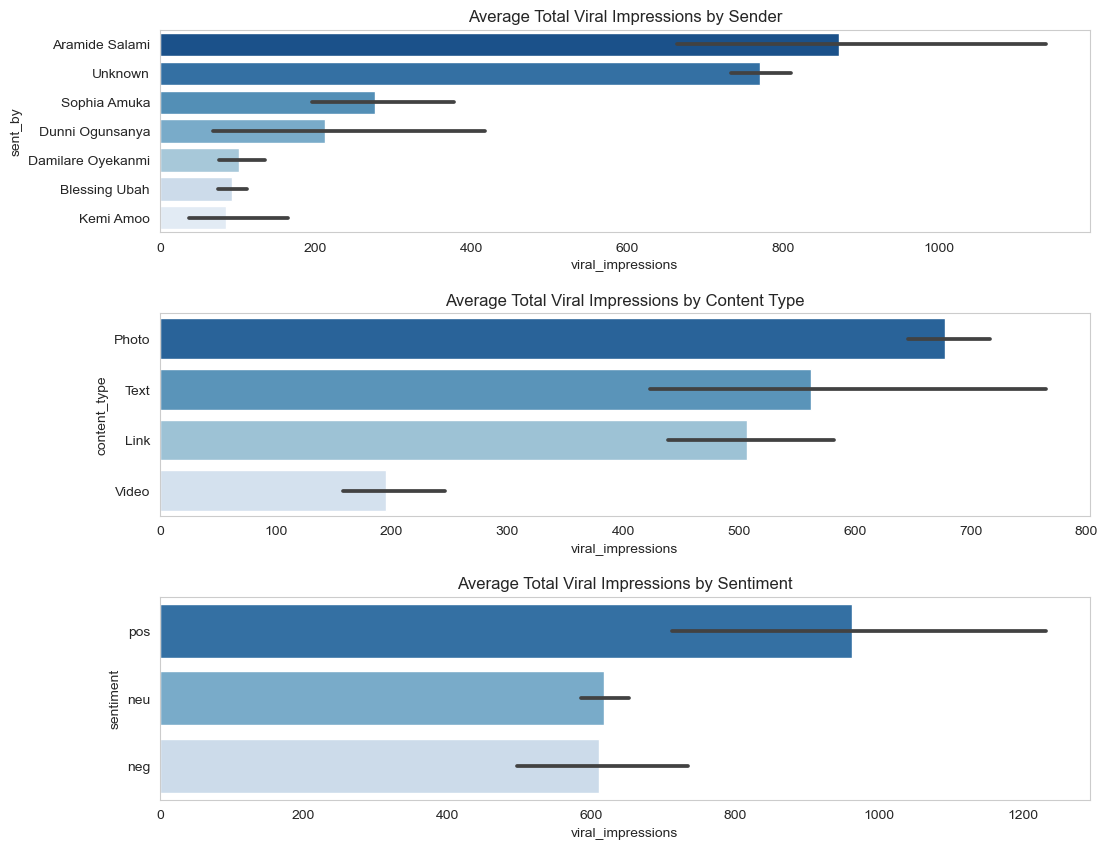 Average Total Viral Impressions by Sender
sent_by
Aramide Salami
Unknown
Sophia Amuka
Dunni Ogunsanya
Damilare Oyekanmi
Blessing Ubah
Kemi Amoo
0 200 400 600 800 1000
viral_impressions
Average Total Viral Impressions by Content Type
content_type
Photo
Text
Link
Video
0 100 200 300 400 500 600 700 800
viral_impressions
Average Total Viral Impressions by Sentiment
sentiment
pos
neu
neg
0 200 400 600 800 1000 1200
viral_impressions